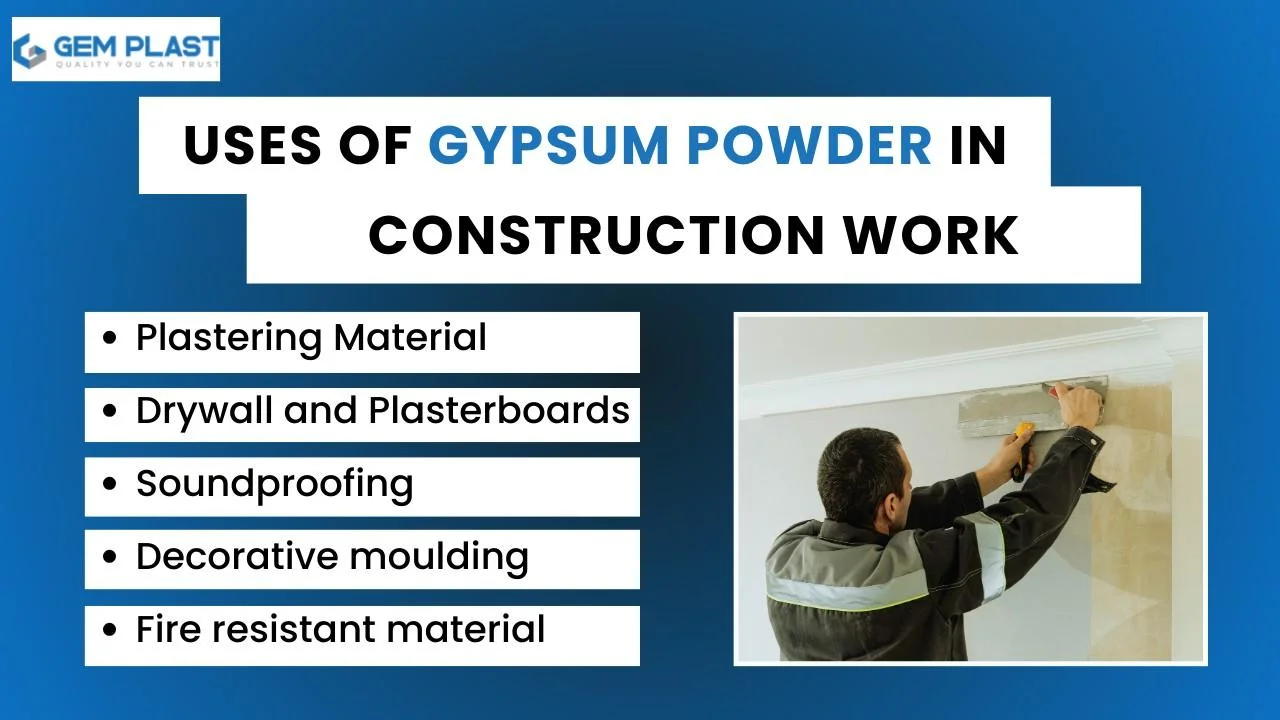 GEM PLAST
QUALITY YOU CAN TRUST
USES OF GYPSUM POWDER IN
CONSTRUCTION WORK
• Plastering Material
• Drywall and Plasterboards
• Soundproofing
• Decorative moulding
• Fire resistant material